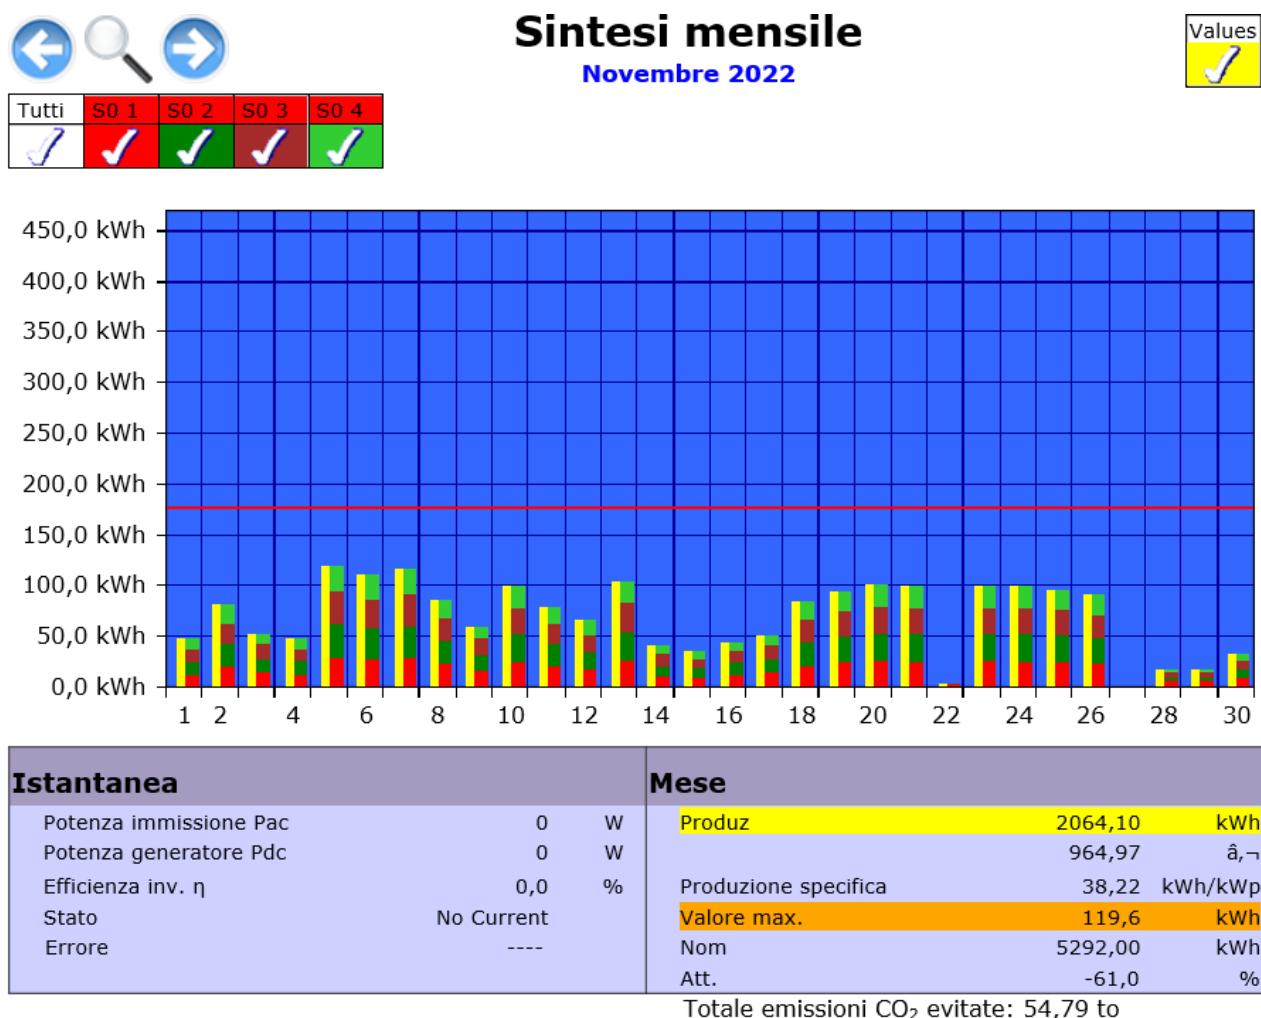 Sintesi mensile
Novembre 2022
Values
Tutti S0 1 S0 2 S0 3 S0 4
450,0 kWh
400,0 kWh
350,0 kWh
300,0 kWh
250,0 kWh
200,0 kWh
150,0 kWh
100,0 kWh
50,0 kWh
0,0 kWh
1 2 4 6 8 10 12 14 16 18 20 22 24 26 28 30
Istantanea
Potenza immissione Pac 0 W
Potenza generatore Pdc 0 W
Efficienza inv. η 0,0 %
Stato No Current
Errore ----
Mese
Produz 2064,10 kWh
964,97 â‚¬
Produzione specifica 38,22 kWh/kWp
Valore max. 119,6 kWh
Nom 5292,00 kWh
Att. -61,0 %
Totale emissioni CO₂ evitate: 54,79 to